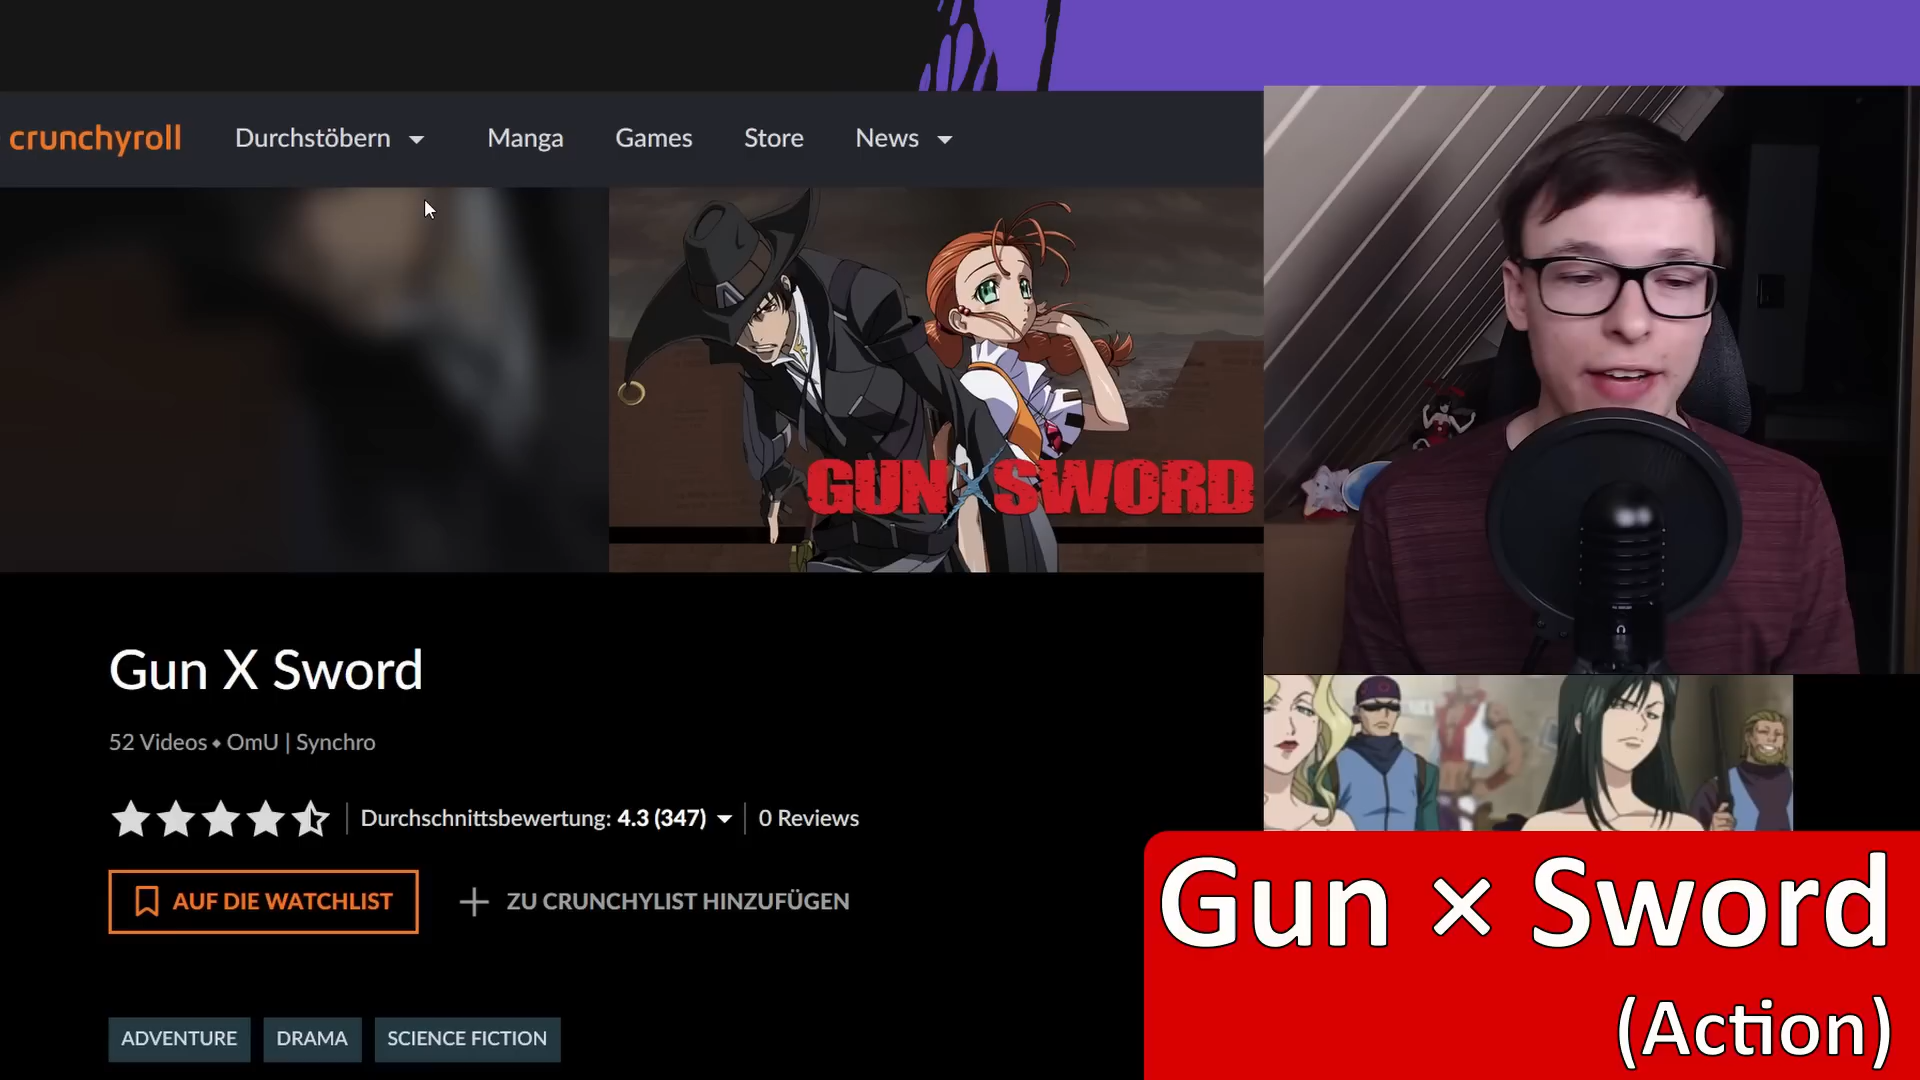 crunchyroll Durchstöbern Manga Games Store News
GUN X SWORD
Gun X Sword
52 Videos ⬥ OmU | Synchro
Durchschnittsbewertung: 4.3 (347) 0 Reviews
AUF DIE WATCHLIST ZU CRUNCHYLIST HINZUFÜGEN
ADVENTURE DRAMA SCIENCE FICTION
Gun × Sword
(Action)